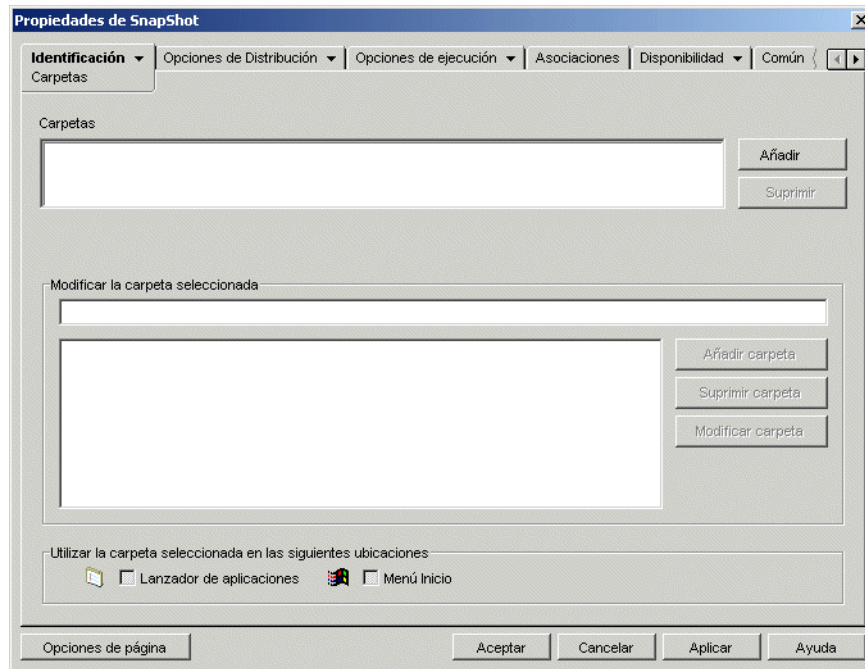 Propiedades de SnapShot
Identificación Opciones de Distribución Opciones de ejecución Asociaciones Disponibilidad Común
Carpetas
Carpetas
Añadir
Suprimir
Modificar la carpeta seleccionada
Añadir carpeta
Suprimir carpeta
Modificar carpeta
Utilizar la carpeta seleccionada en las siguientes ubicaciones
Lanzador de aplicaciones Menú Inicio
Opciones de página Aceptar Cancelar Aplicar Ayuda